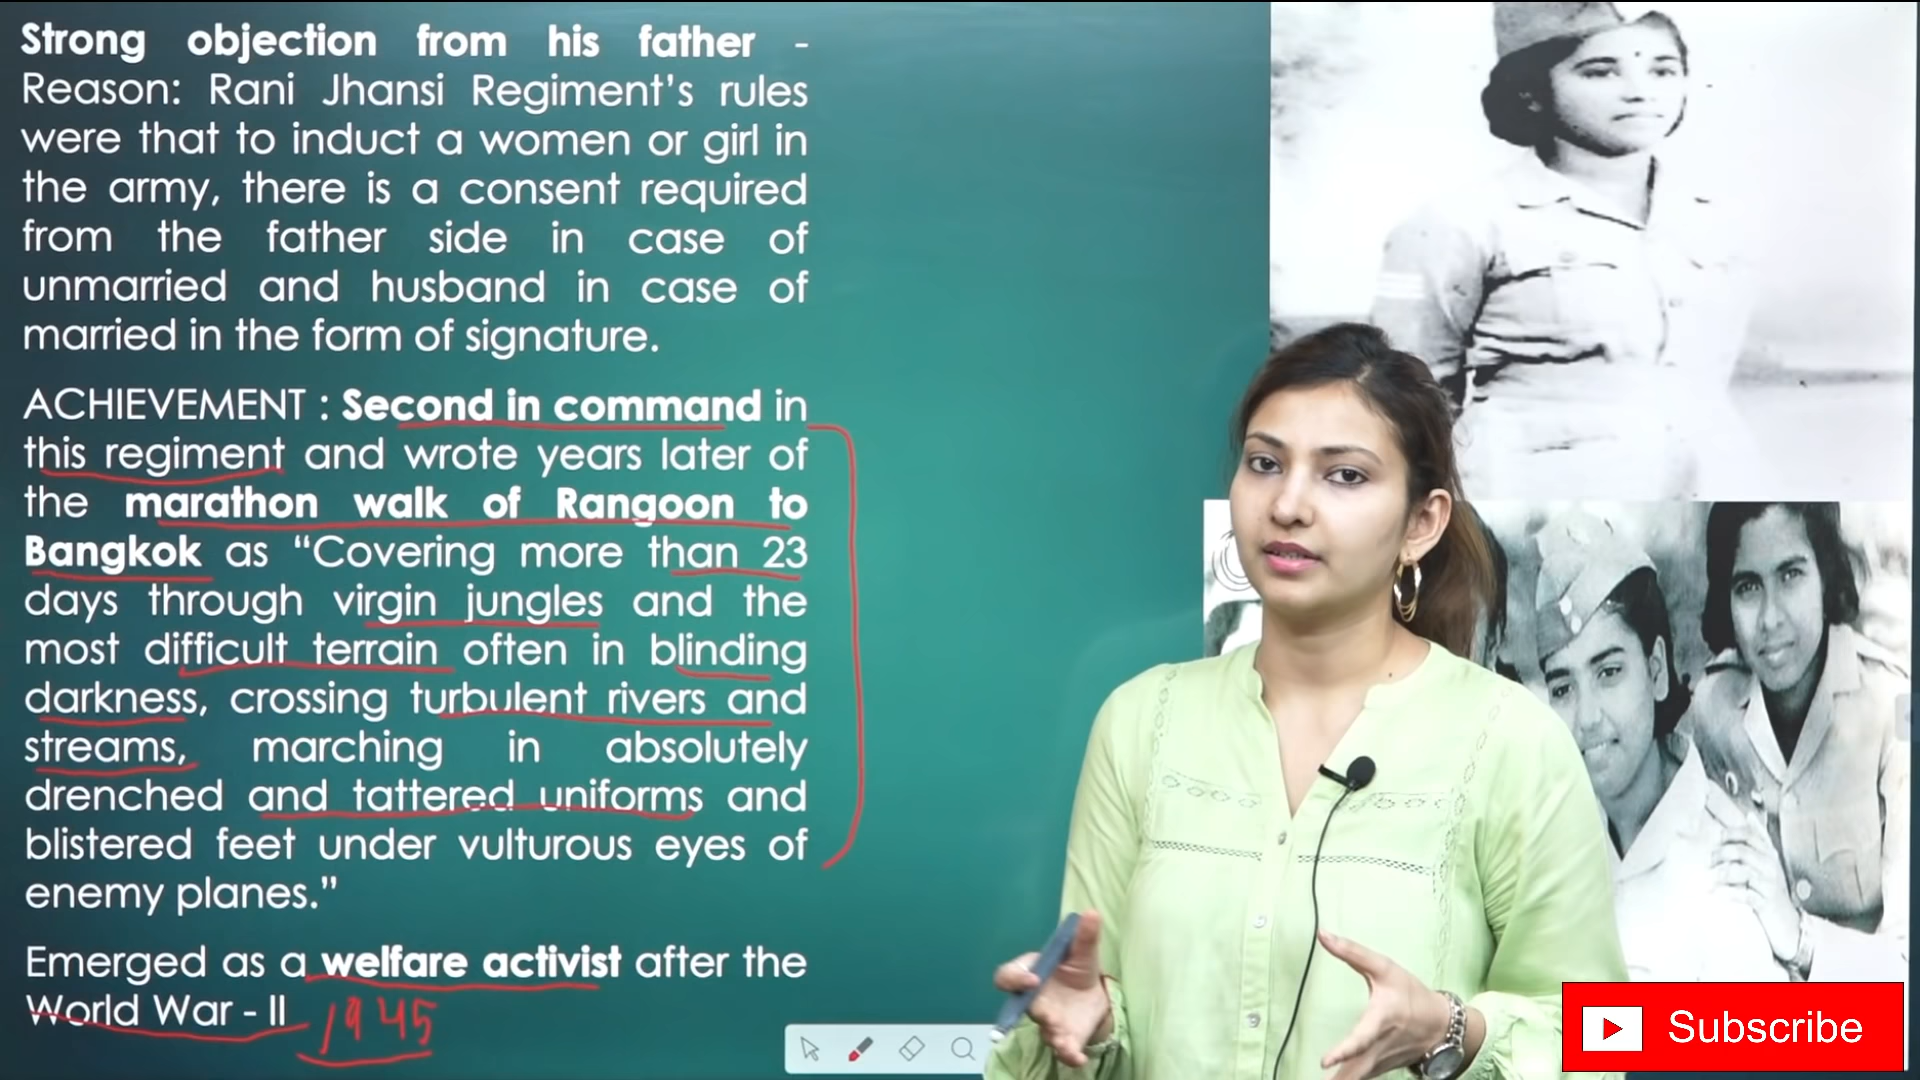 Strong objection from his father -
Reason: Rani Jhansi Regiment's rules
were that to induct a women or girl in
the army, there is a consent required
from the father side in case of
unmarried and husband in case of
married in the form of signature.
ACHIEVEMENT : Second in command in
this regiment and wrote years later of
the marathon walk of Rangoon to
Bangkok as “Covering more than 23
days through virgin jungles and the
most difficult terrain often in blinding
darkness, crossing turbulent rivers and
streams, marching in absolutely
drenched and tattered uniforms and
blistered feet under vulturous eyes of
enemy planes.”
Emerged as a welfare activist after the
World War - II
1945
Subscribe